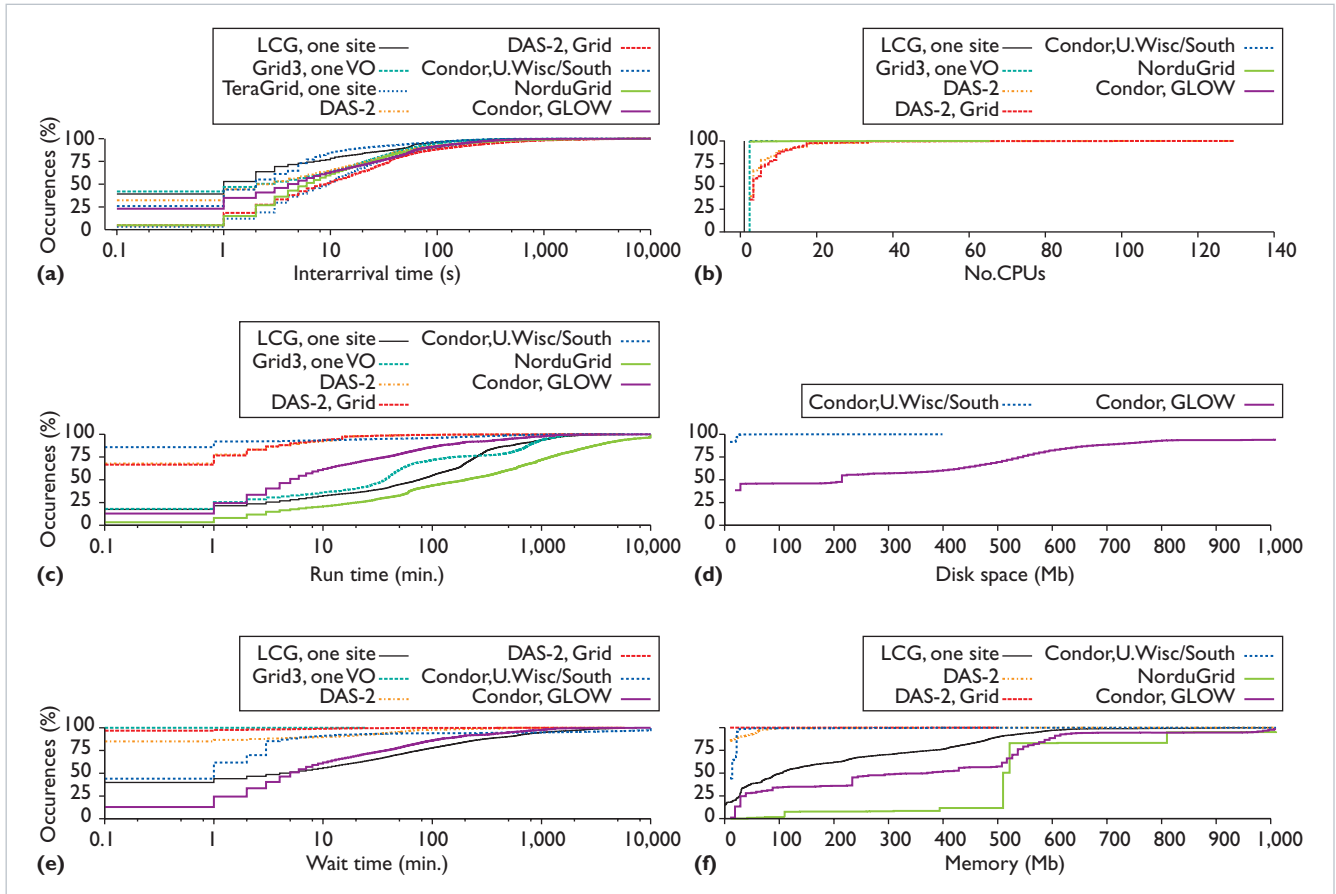 LCG, one site
Grid3, one VO
TeraGrid, one site
DAS-2
DAS-2, Grid
Condor,U.Wisc/South
NorduGrid
Condor, GLOW
Occurences (%)
100
75
50
25
0
0.1 1 10 100 1,000 10,000
(a) Interarrival time (s)
LCG, one site
Grid3, one VO
DAS-2
DAS-2, Grid
Condor,U.Wisc/South
NorduGrid
Condor, GLOW
100
75
50
25
0
0 20 40 60 80 100 120 140
(b) No.CPUs
LCG, one site
Grid3, one VO
DAS-2
DAS-2, Grid
Condor,U.Wisc/South
NorduGrid
Condor, GLOW
Occurences (%)
100
75
50
25
0
0.1 1 10 100 1,000 10,000
(c) Run time (min.)
Condor,U.Wisc/South
Condor, GLOW
100
75
50
25
0
0 100 200 300 400 500 600 700 800 900 1,000
(d) Disk space (Mb)
LCG, one site
Grid3, one VO
DAS-2
DAS-2, Grid
Condor,U.Wisc/South
Condor, GLOW
Occurences (%)
100
75
50
25
0
0.1 1 10 100 1,000 10,000
(e) Wait time (min.)
LCG, one site
DAS-2
DAS-2, Grid
Condor,U.Wisc/South
NorduGrid
Condor, GLOW
100
75
50
25
0
0 100 200 300 400 500 600 700 800 900 1,000
(f) Memory (Mb)